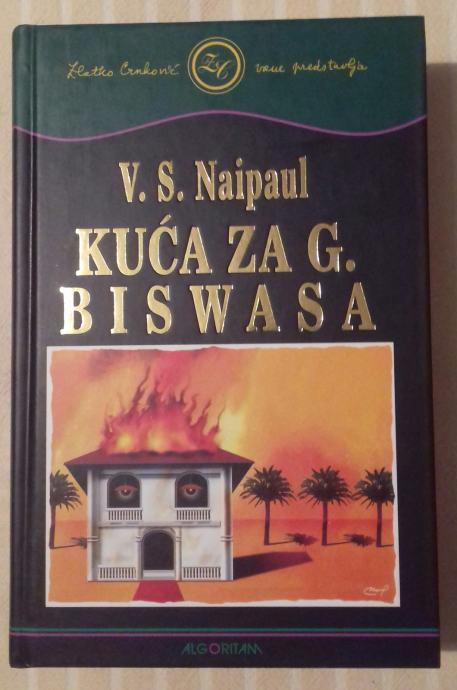 Zlatko Crnković ZC vam predstavlja
V. S. Naipaul
KUĆA ZA G.
BISWASA
ALGORITAM